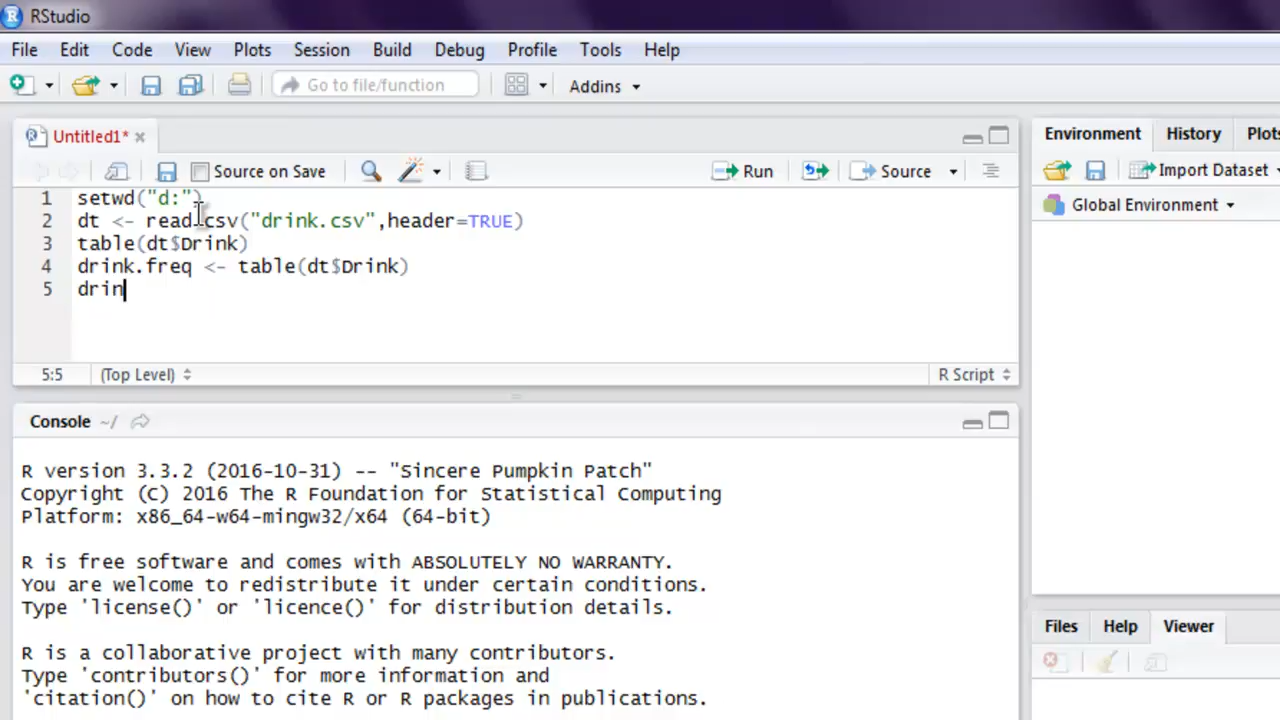 RStudio
File Edit Code View Plots Session Build Debug Profile Tools Help
Go to file/function Addins
Untitled1*
Source on Save Run Source
1 setwd("d:")
2 dt <- read.csv("drink.csv",header=TRUE)
3 table(dt$Drink)
4 drink.freq <- table(dt$Drink)
5 drin
5:5 (Top Level) R Script
Console ~/
R version 3.3.2 (2016-10-31) -- "Sincere Pumpkin Patch"
Copyright (C) 2016 The R Foundation for Statistical Computing
Platform: x86_64-w64-mingw32/x64 (64-bit)
R is free software and comes with ABSOLUTELY NO WARRANTY.
You are welcome to redistribute it under certain conditions.
Type 'license()' or 'licence()' for distribution details.
R is a collaborative project with many contributors.
Type 'contributors()' for more information and
'citation()' on how to cite R or R packages in publications.
Environment History Plots
Import Dataset
Global Environment
Files Help Viewer